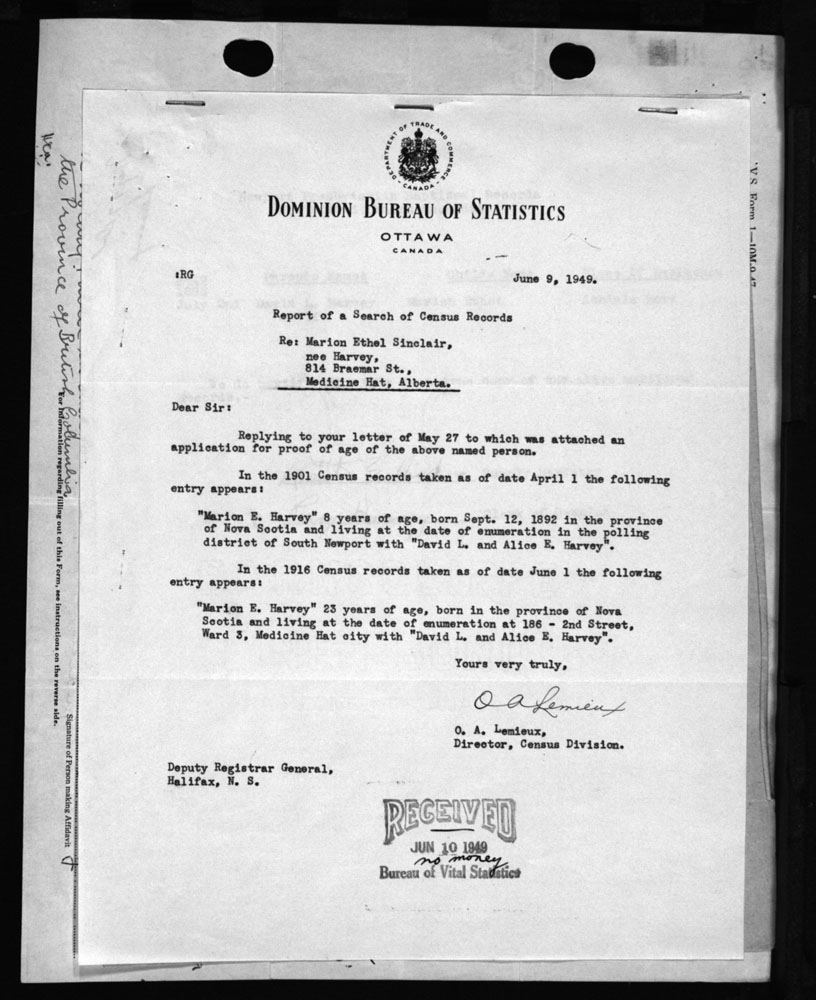 DEPARTMENT OF TRADE AND COMMERCE
CANADA
DOMINION BUREAU OF STATISTICS
OTTAWA
CANADA
:RG
June 9, 1949.
Report of a Search of Census Records
Re: Marion Ethel Sinclair,
nee Harvey,
814 Braemar St.,
Medicine Hat, Alberta.
Dear Sir:
Replying to your letter of May 27 to which was attached an
application for proof of age of the above named person.
In the 1901 Census records taken as of date April 1 the following
entry appears:
"Marion E. Harvey" 8 years of age, born Sept. 12, 1892 in the province
of Nova Scotia and living at the date of enumeration in the polling
district of South Newport with "David L. and Alice E. Harvey".
In the 1916 Census records taken as of date June 1 the following
entry appears:
"Marion E. Harvey" 23 years of age, born in the province of Nova
Scotia and living at the date of enumeration at 186 - 2nd Street,
Ward 3, Medicine Hat city with "David L. and Alice E. Harvey".
Yours very truly,
O A Lemieux
O. A. Lemieux,
Director, Census Division.
Deputy Registrar General,
Halifax, N. S.
RECEIVED
JUN 10 1949
no money
Bureau of Vital Statistics
the Province of British Columbia
For information regarding filling out of this Form, see instructions on the reverse side.
Signature of Person making Affidavit